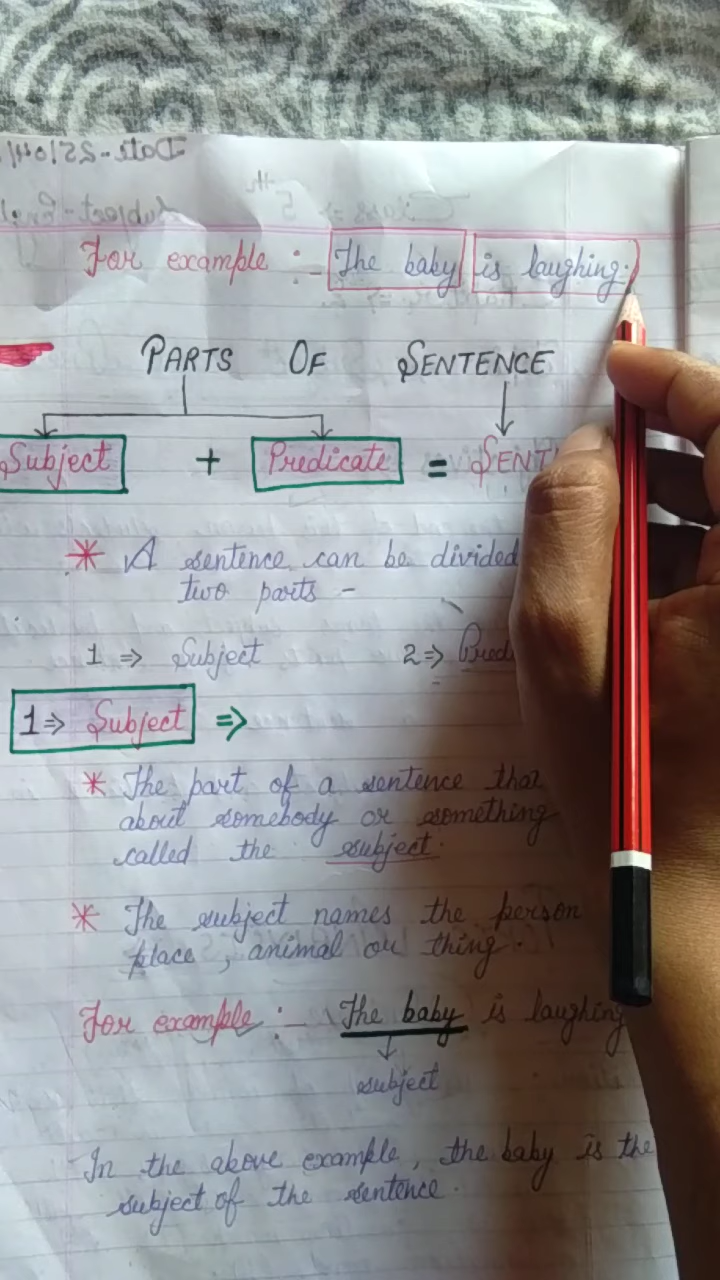 For example :- The baby is laughing.
PARTS OF SENTENCE
Subject + Predicate =
* A sentence can be divided
two parts -
1 ⇒ Subject 2 ⇒
1 ⇒ Subject ⇒
* The part of a sentence that
about somebody or something
called the subject.
* The subject names the person
place, animal or thing.
For example :- The baby is laughing
subject
In the above example, the baby is the
subject of the sentence.